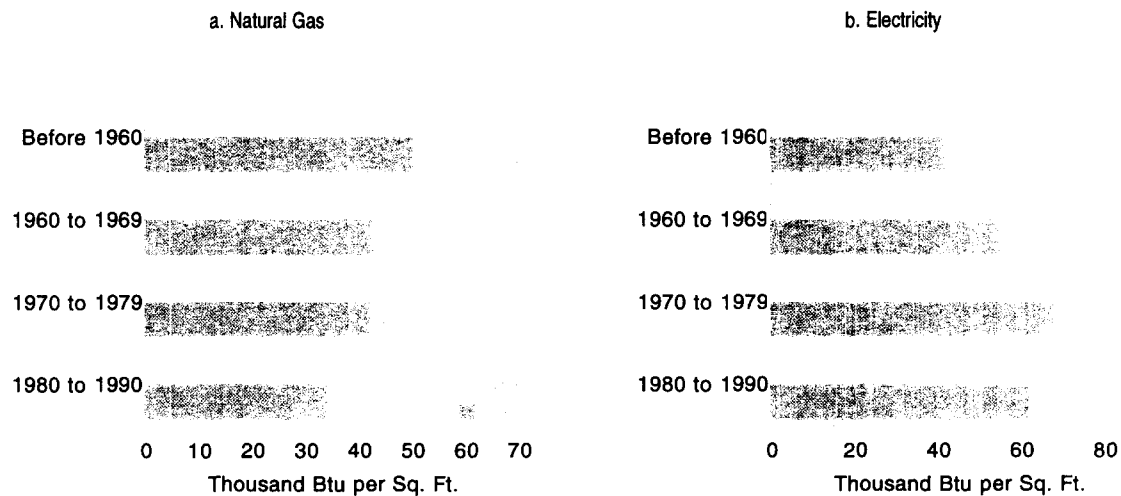 a. Natural Gas
Before 1960
1960 to 1969
1970 to 1979
1980 to 1990
0 10 20 30 40 50 60 70
Thousand Btu per Sq. Ft.
b. Electricity
Before 1960
1960 to 1969
1970 to 1979
1980 to 1990
0 20 40 60 80
Thousand Btu per Sq. Ft.